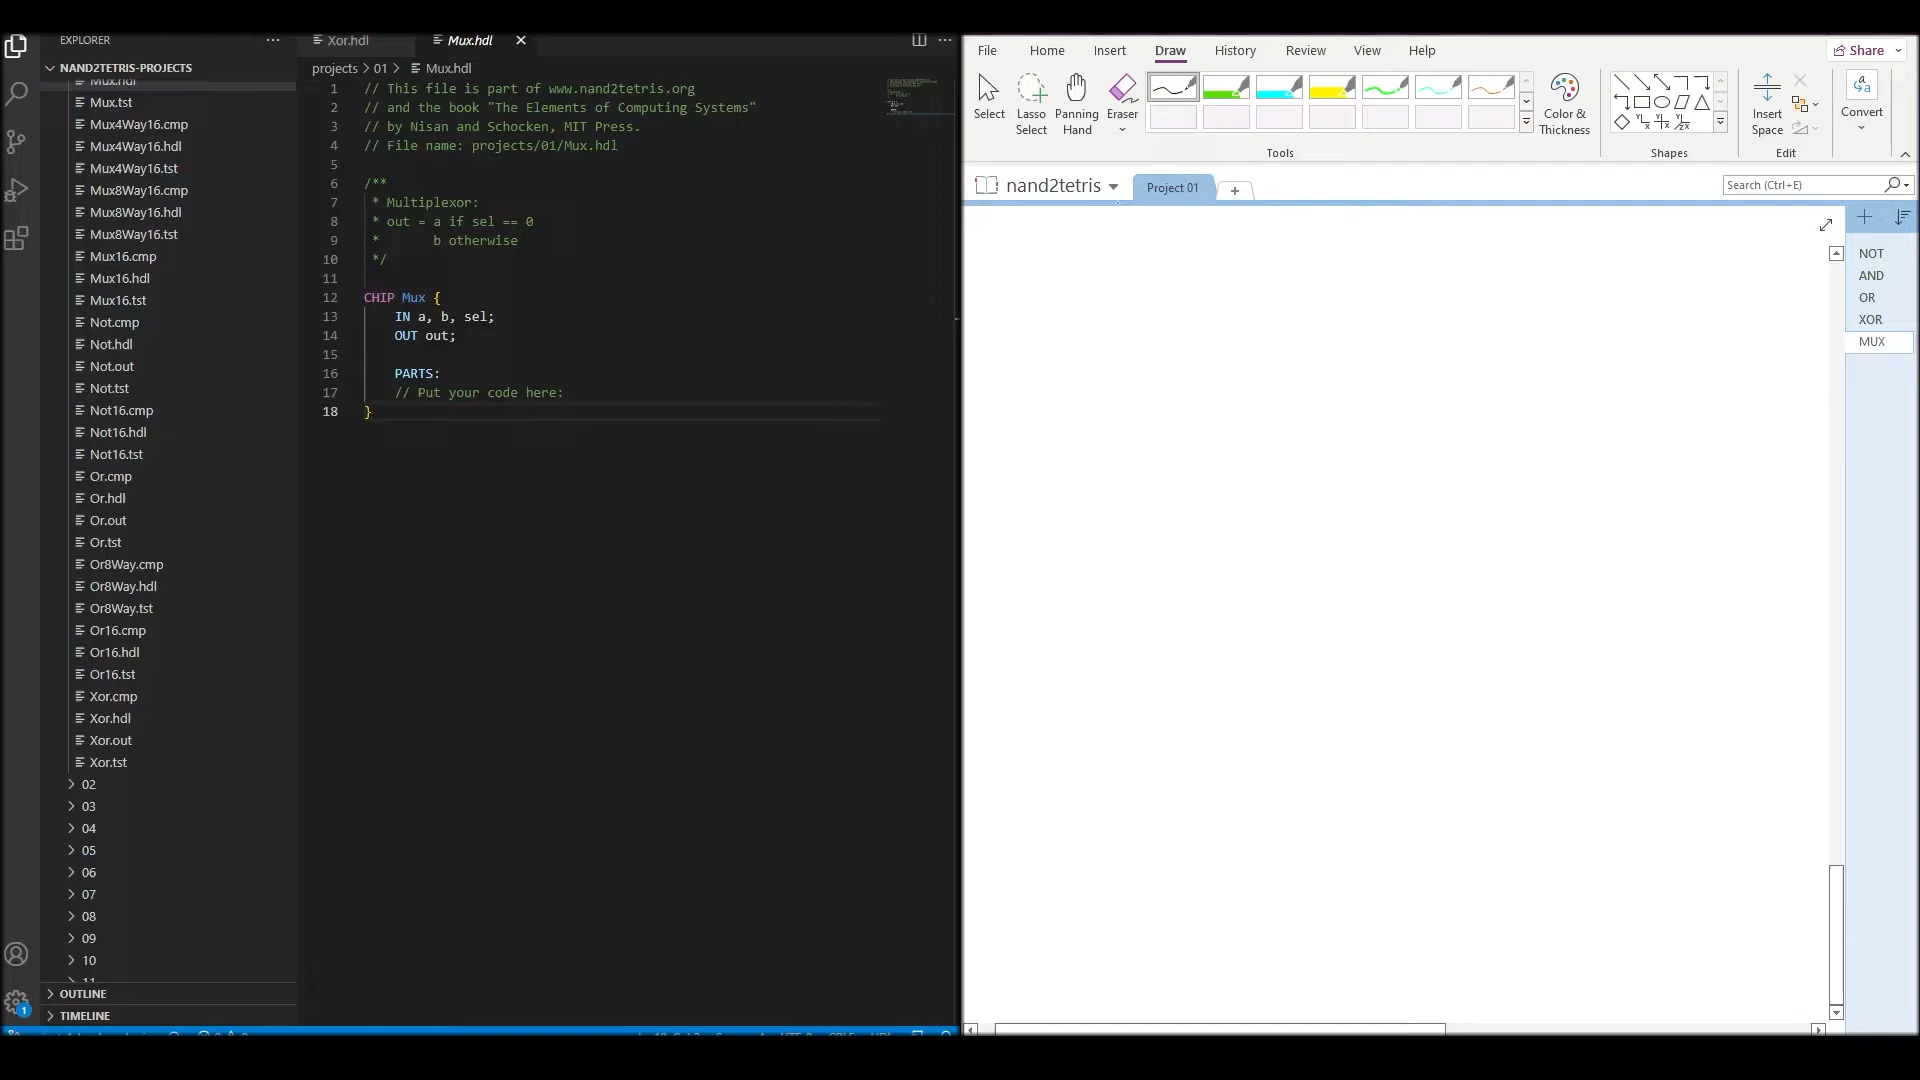 EXPLORER
NAND2TETRIS-PROJECTS
Mux.hdl
Mux.tst
Mux4Way16.cmp
Mux4Way16.hdl
Mux4Way16.tst
Mux8Way16.cmp
Mux8Way16.hdl
Mux8Way16.tst
Mux16.cmp
Mux16.hdl
Mux16.tst
Not.cmp
Not.hdl
Not.out
Not.tst
Not16.cmp
Not16.hdl
Not16.tst
Or.cmp
Or.hdl
Or.out
Or.tst
Or8Way.cmp
Or8Way.hdl
Or8Way.tst
Or16.cmp
Or16.hdl
Or16.tst
Xor.cmp
Xor.hdl
Xor.out
Xor.tst
02
03
04
05
06
07
08
09
10
11
OUTLINE
TIMELINE
1
Xor.hdl
Mux.hdl
projects > 01 > Mux.hdl
1 // This file is part of www.nand2tetris.org
2 // and the book "The Elements of Computing Systems"
3 // by Nisan and Schocken, MIT Press.
4 // File name: projects/01/Mux.hdl
5
6 /**
7 * Multiplexor:
8 * out = a if sel == 0
9 *       b otherwise
10 */
11
12 CHIP Mux {
13 IN a, b, sel;
14 OUT out;
15
16 PARTS:
17 // Put your code here:
18 }
File Home Insert Draw History Review View Help
Share
Select
Lasso Select
Panning Hand
Eraser
Color & Thickness
Insert Space
Convert
Tools
Shapes
Edit
nand2tetris
Project 01
Search (Ctrl+E)
NOT
AND
OR
XOR
MUX